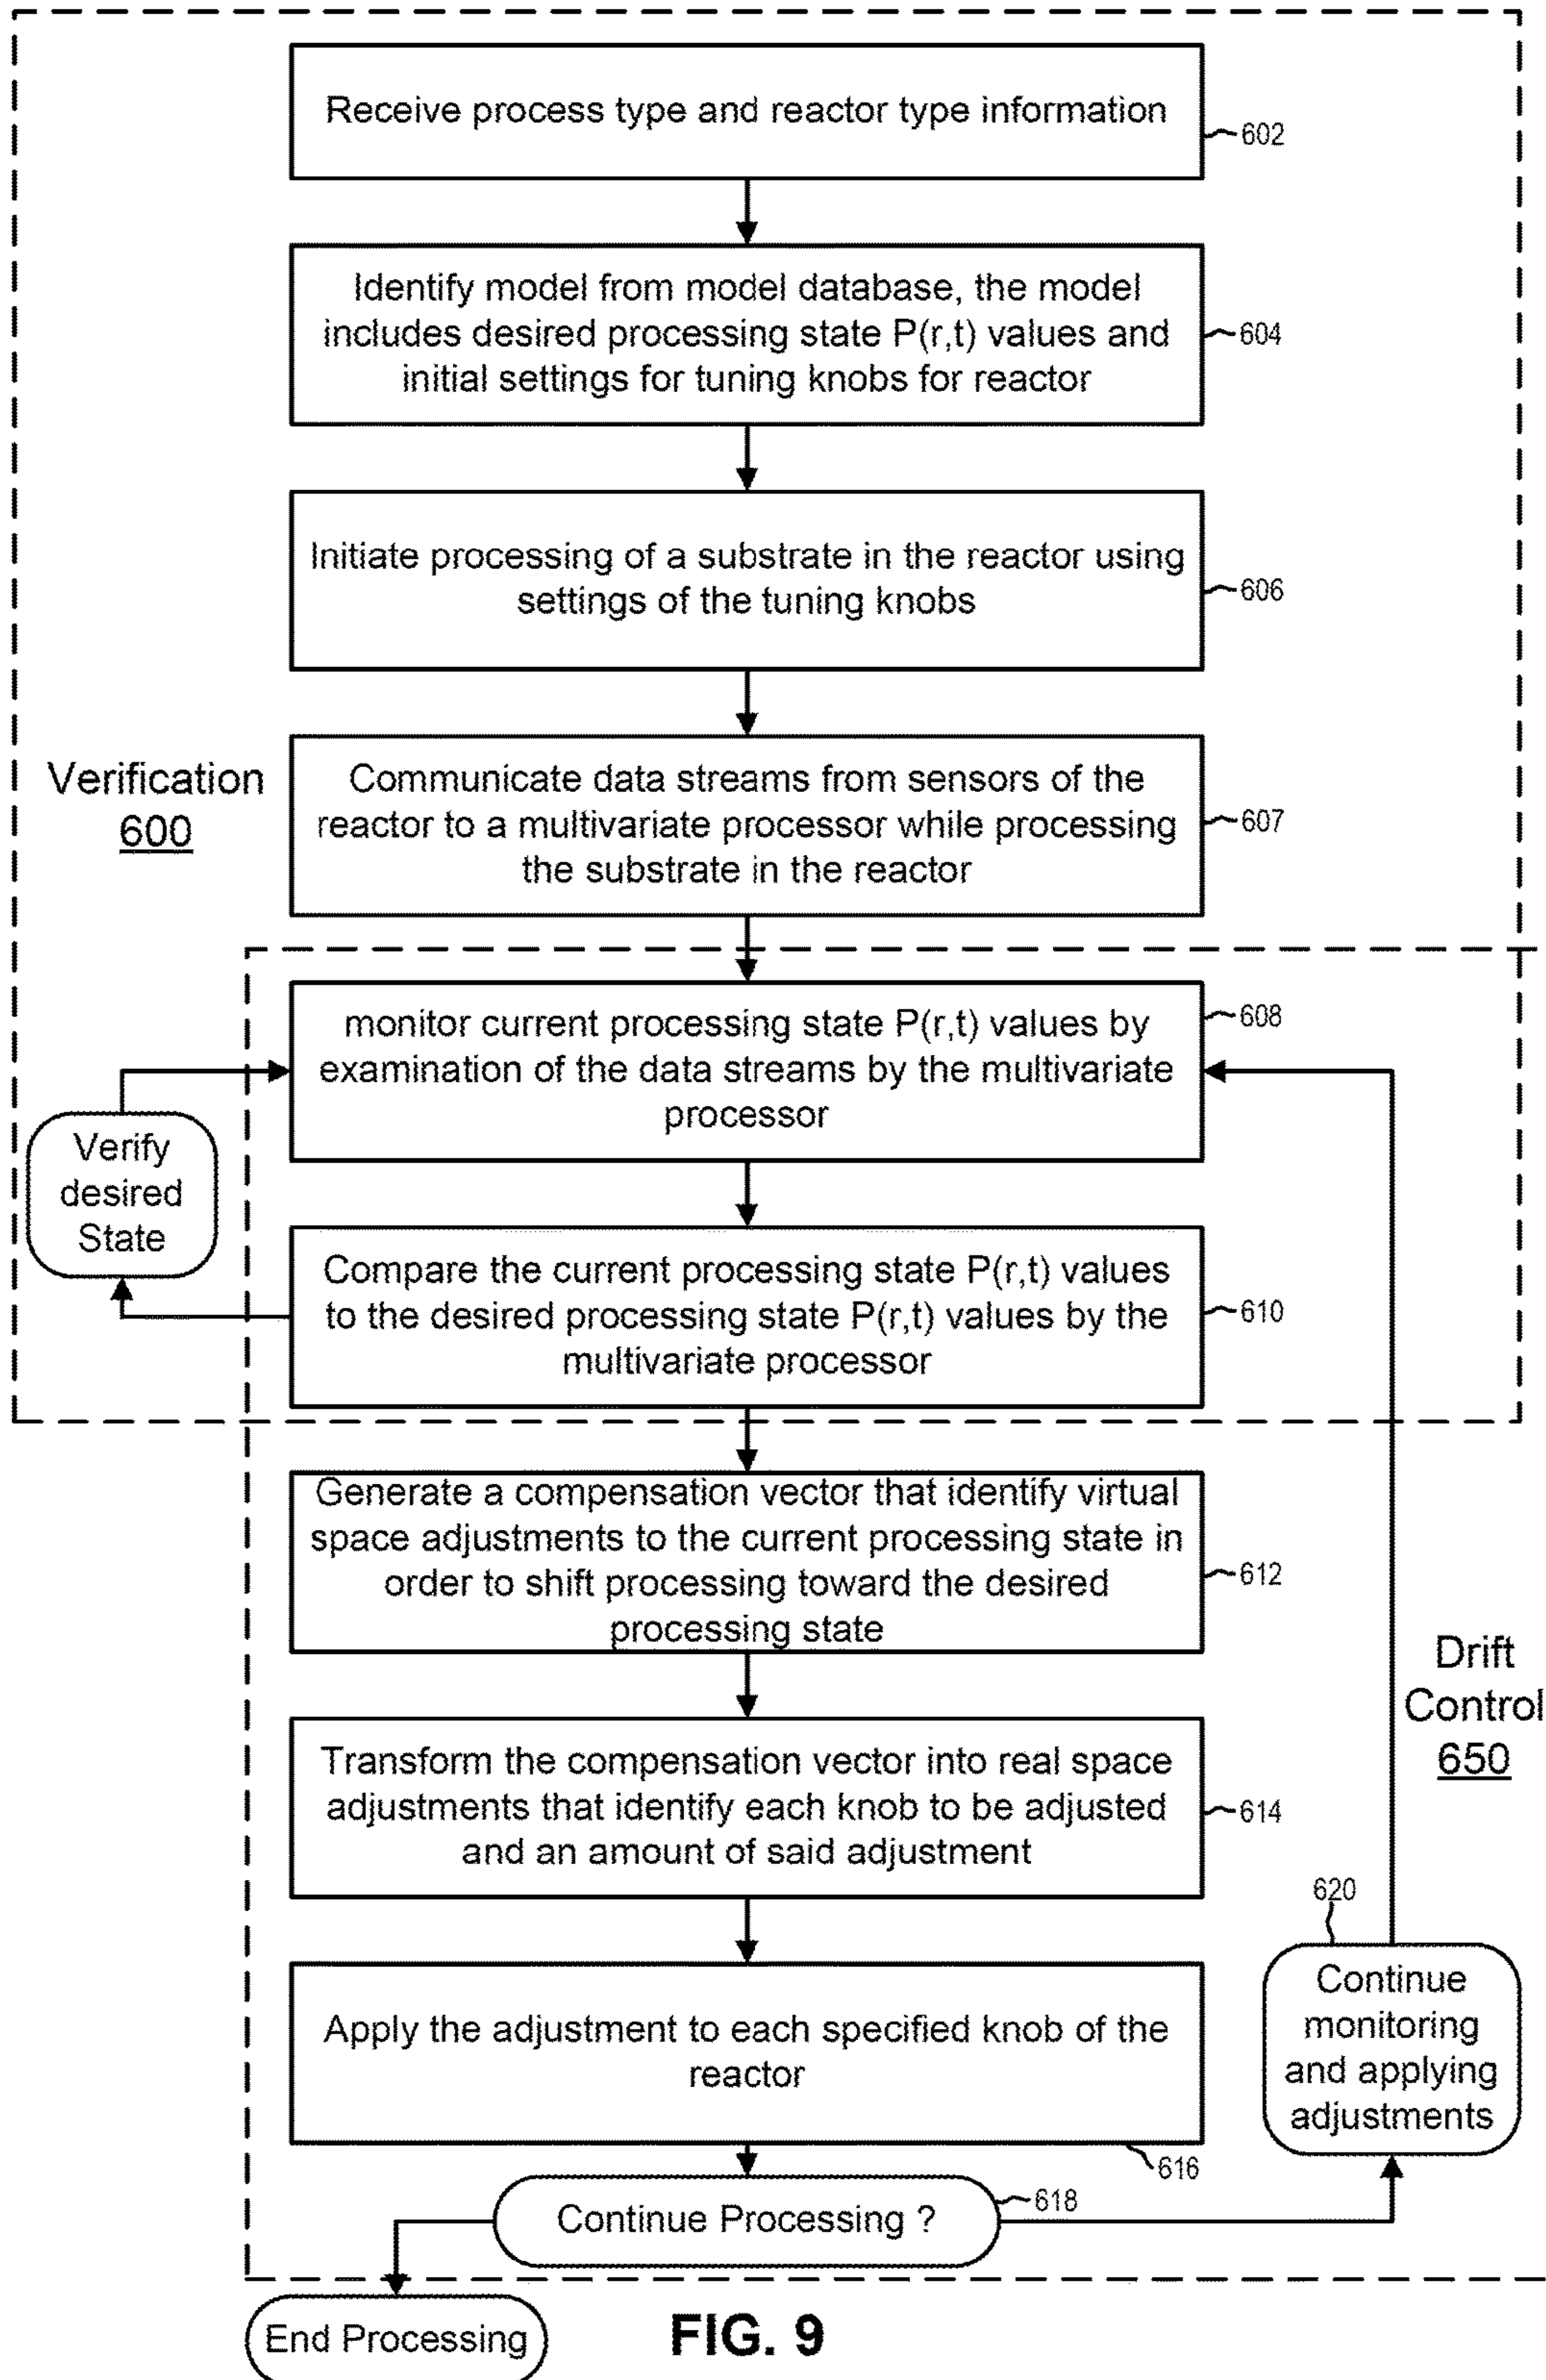 Receive process type and reactor type information
602
Identify model from model database, the model
includes desired processing state P(r,t) values and
initial settings for tuning knobs for reactor
604
Initiate processing of a substrate in the reactor using
settings of the tuning knobs
606
Verification
600
Communicate data streams from sensors of the
reactor to a multivariate processor while processing
the substrate in the reactor
607
monitor current processing state P(r,t) values by
examination of the data streams by the multivariate
processor
608
Verify
desired
State
Compare the current processing state P(r,t) values
to the desired processing state P(r,t) values by the
multivariate processor
610
Generate a compensation vector that identify virtual
space adjustments to the current processing state in
order to shift processing toward the desired
processing state
612
Drift
Control
650
Transform the compensation vector into real space
adjustments that identify each knob to be adjusted
and an amount of said adjustment
614
Apply the adjustment to each specified knob of the
reactor
616
620
Continue
monitoring
and applying
adjustments
Continue Processing ?
618
End Processing
FIG. 9